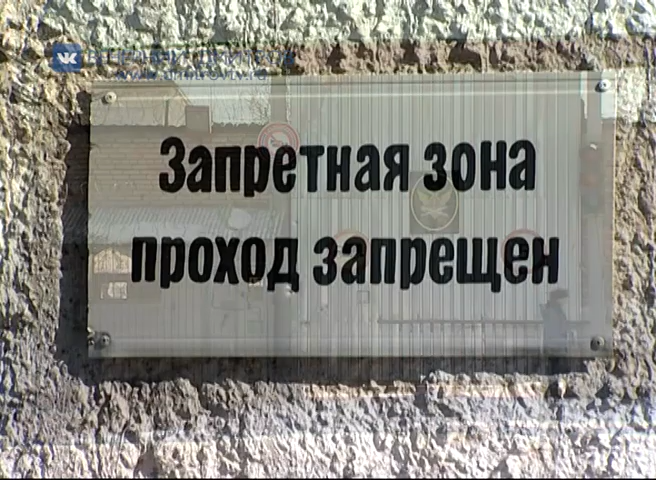 Запретная зона
проход запрещен